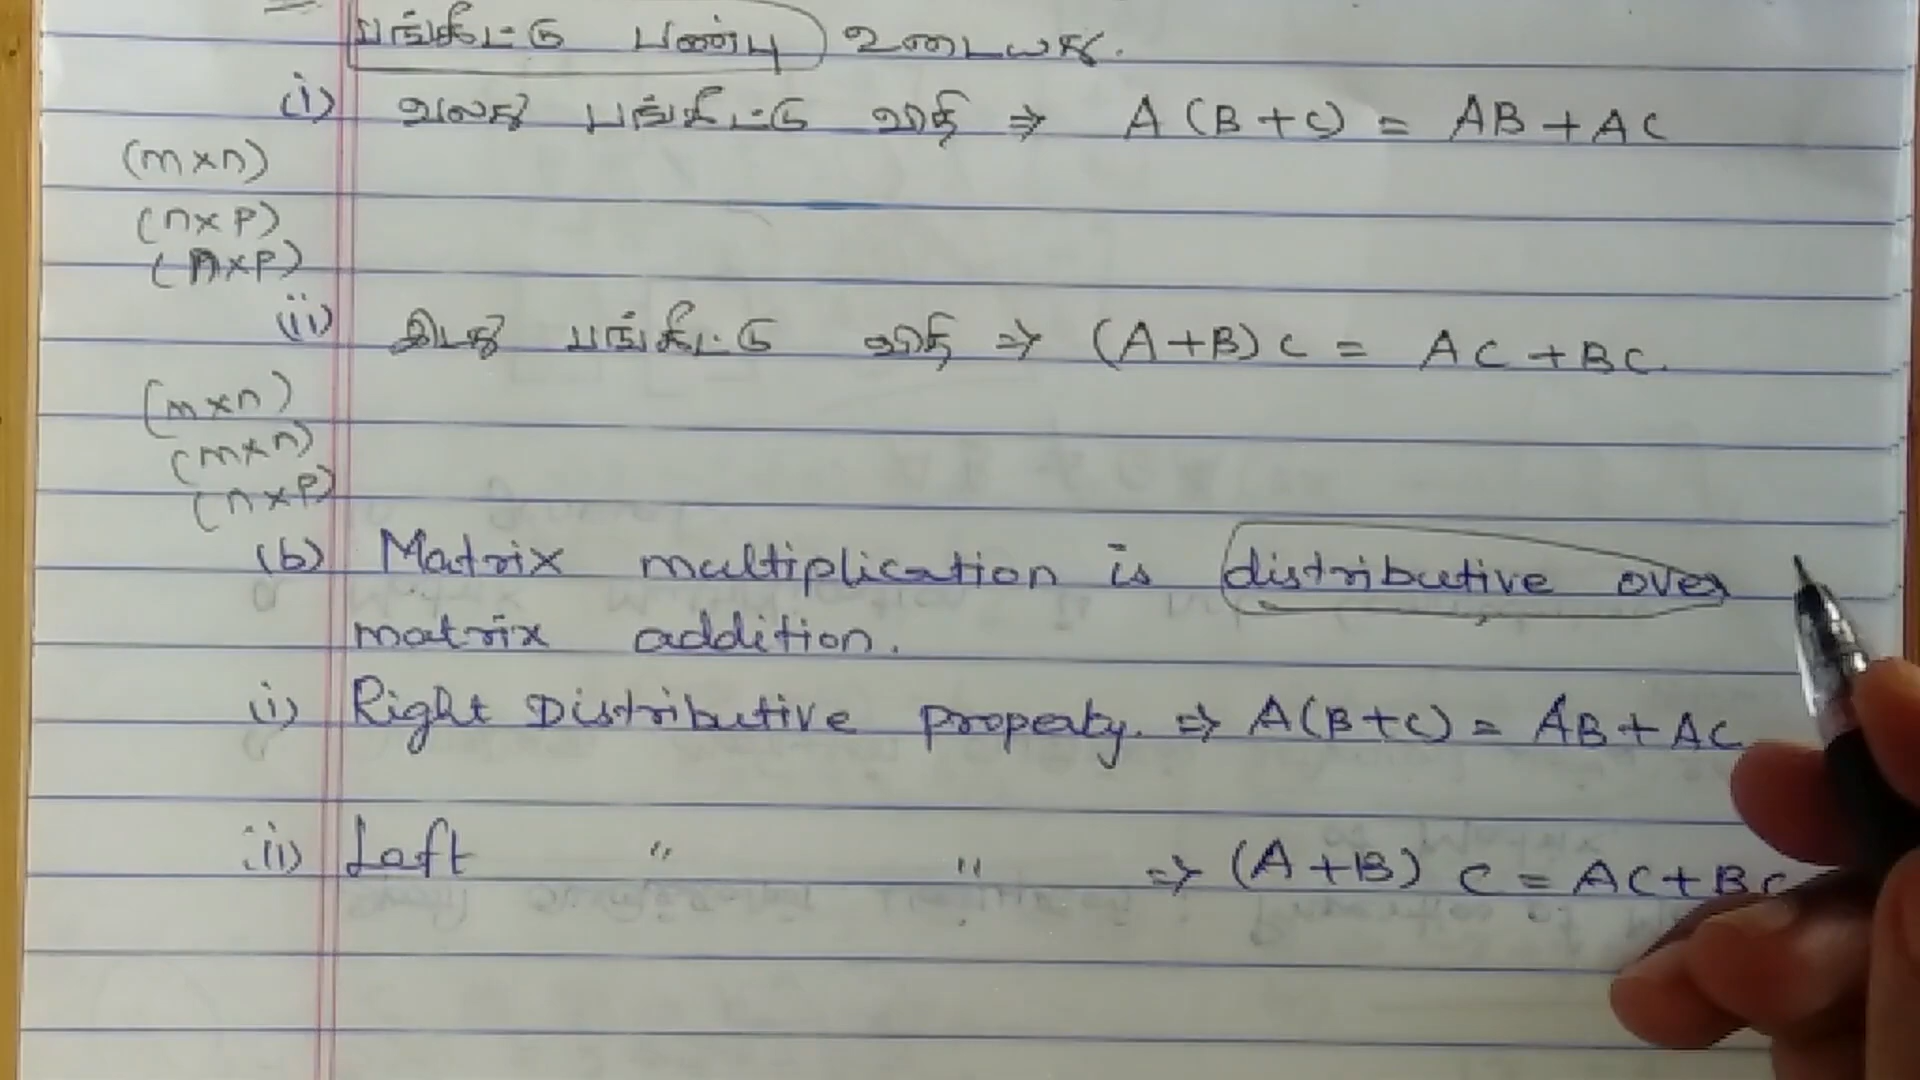 பங்கீட்டு பண்பு உடையது.
(i) வலது பங்கீட்டு விதி ⇒ A(B+C) = AB+AC
(m×n)
(n×p)
(n×p)
(ii) இடது பங்கீட்டு விதி ⇒ (A+B)C = AC+BC.
(m×n)
(m×n)
(n×p)
(b) Matrix multiplication is distributive over
matrix addition.
i) Right Distributive property. ⇒ A(B+C) = AB+AC
ii) Left " " ⇒ (A+B) C = AC+BC